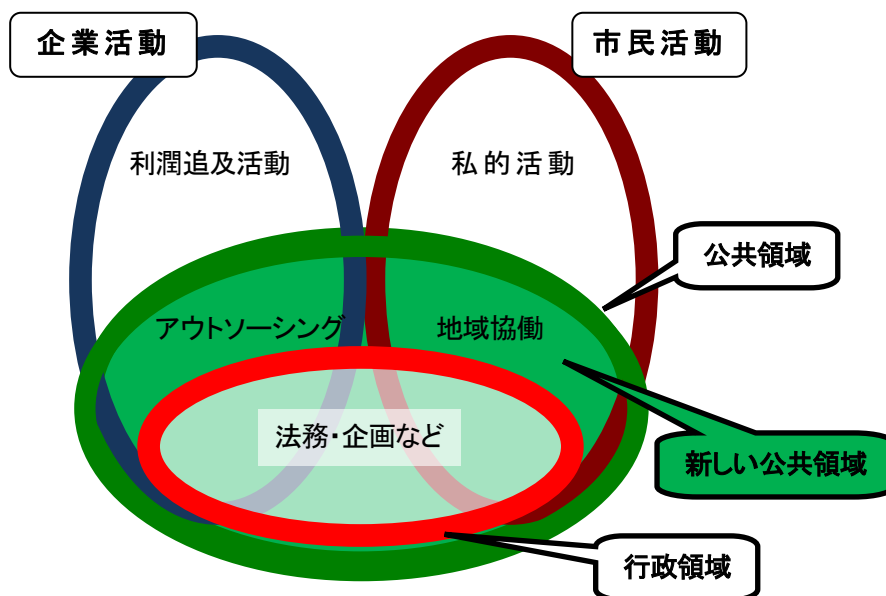 企業活動
市民活動
利潤追及活動
私的活動
公共領域
アウトソーシング
地域協働
法務・企画など
新しい公共領域
行政領域